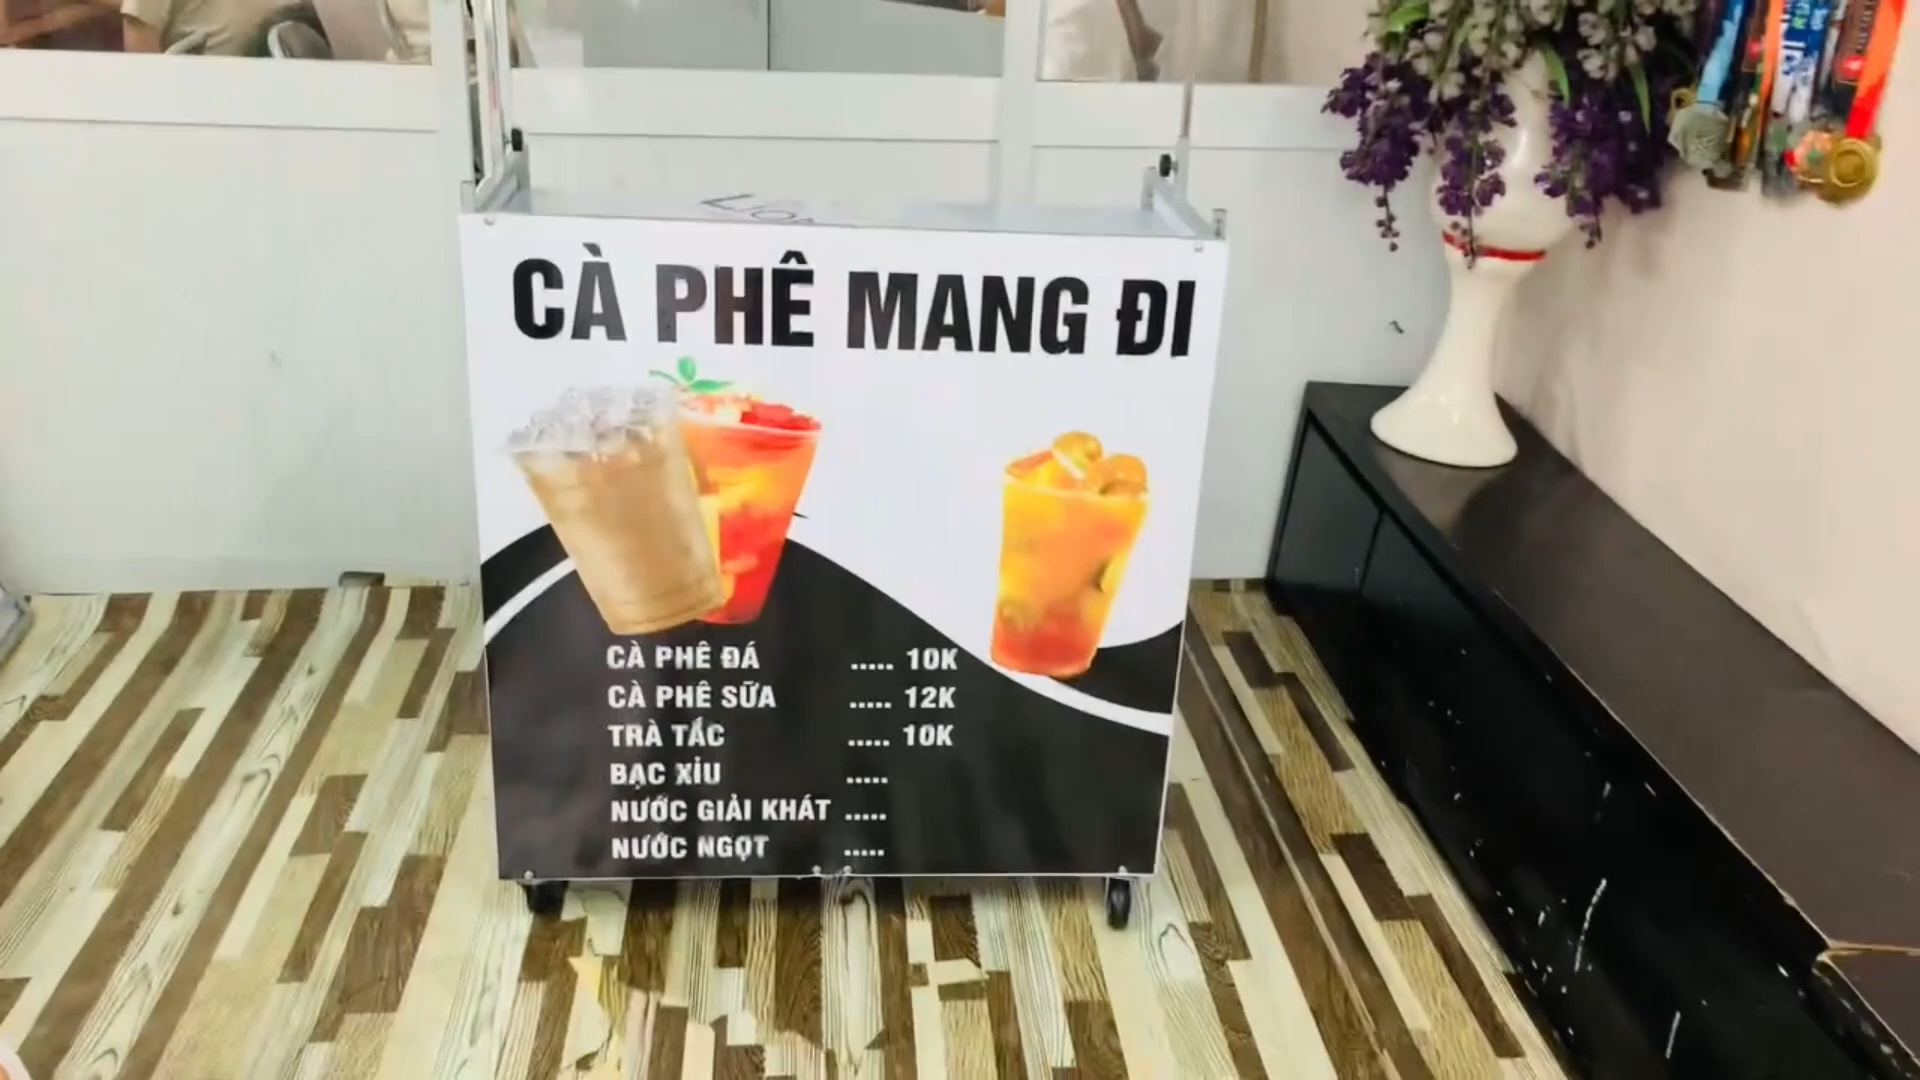 CÀ PHÊ MANG ĐI
CÀ PHÊ ĐÁ ..... 10K
CÀ PHÊ SỮA ..... 12K
TRÀ TẮC ..... 10K
BẠC XỈU .....
NƯỚC GIẢI KHÁT .....
NƯỚC NGỌT .....